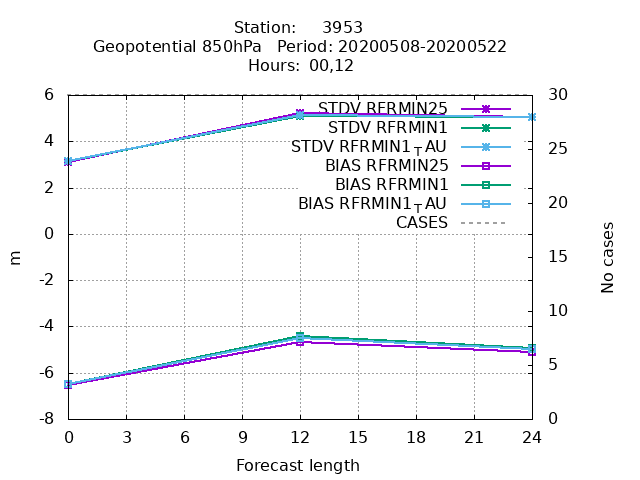 Station: 3953
Geopotential 850hPa Period: 20200508-20200522
Hours: 00,12
6
4
2
0
-2
-4
-6
-8
m
STDV RFRMIN25
STDV RFRMIN1
STDV RFRMIN1TAU
BIAS RFRMIN25
BIAS RFRMIN1
BIAS RFRMIN1TAU
CASES
30
25
20
15
10
5
0
No cases
0 3 6 9 12 15 18 21 24
Forecast length